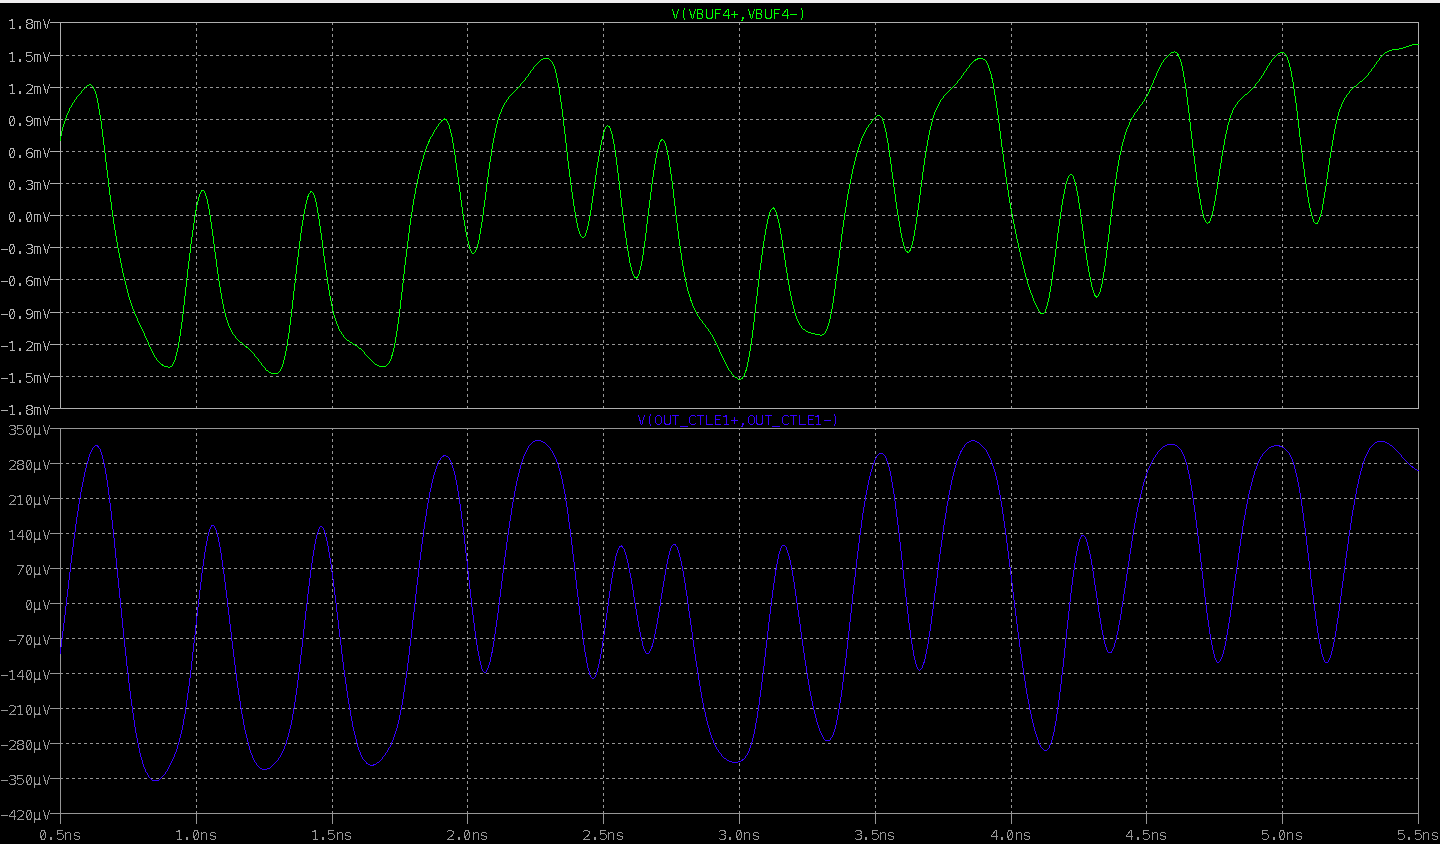 V(VBUF4+,VBUF4-)
1.8mV
1.5mV
1.2mV
0.9mV
0.6mV
0.3mV
0.0mV
-0.3mV
-0.6mV
-0.9mV
-1.2mV
-1.5mV
-1.8mV
V(OUT_CTLE1+,OUT_CTLE1-)
350µV
280µV
210µV
140µV
70µV
0µV
-70µV
-140µV
-210µV
-280µV
-350µV
-420µV
0.5ns 1.0ns 1.5ns 2.0ns 2.5ns 3.0ns 3.5ns 4.0ns 4.5ns 5.0ns 5.5ns